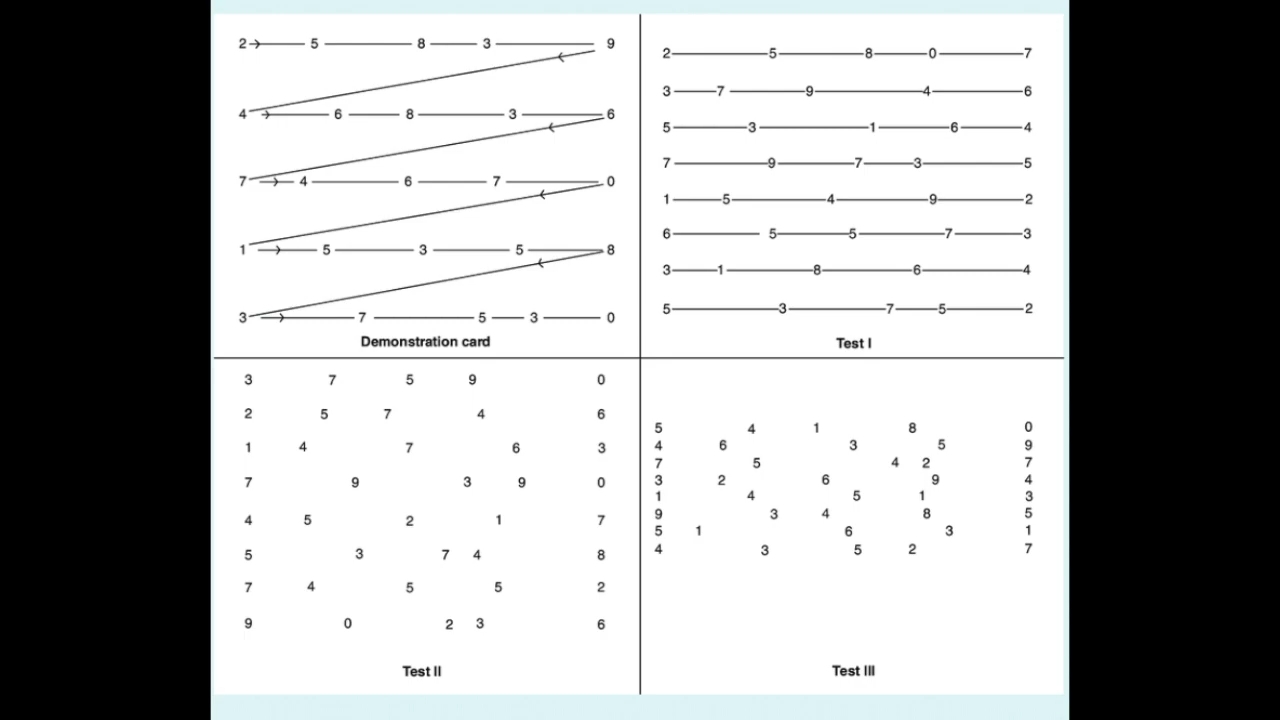 2 5 8 3 9
4 6 8 3 6
7 4 6 7 0
1 5 3 5 8
3 7 5 3 0
Demonstration card
2 5 8 0 7
3 7 9 4 6
5 3 1 6 4
7 9 7 3 5
1 5 4 9 2
6 5 5 7 3
3 1 8 6 4
5 3 7 5 2
Test I
3 7 5 9 0
2 5 7 4 6
1 4 7 6 3
7 9 3 9 0
4 5 2 1 7
5 3 7 4 8
7 4 5 5 2
9 0 2 3 6
Test II
5 4 1 8 0
4 6 3 5 9
7 5 4 2 7
3 2 6 9 4
1 4 5 1 3
9 3 4 8 5
5 1 6 3 1
4 3 5 2 7
Test III